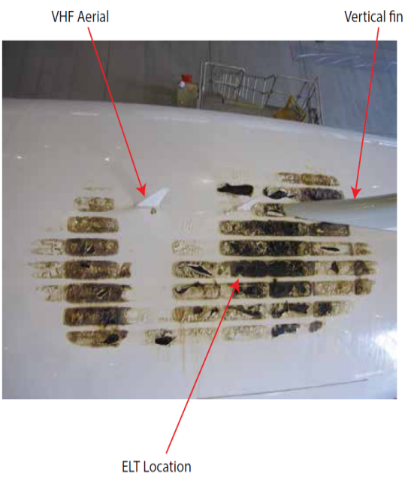 VHF Aerial
Vertical fin
ELT Location